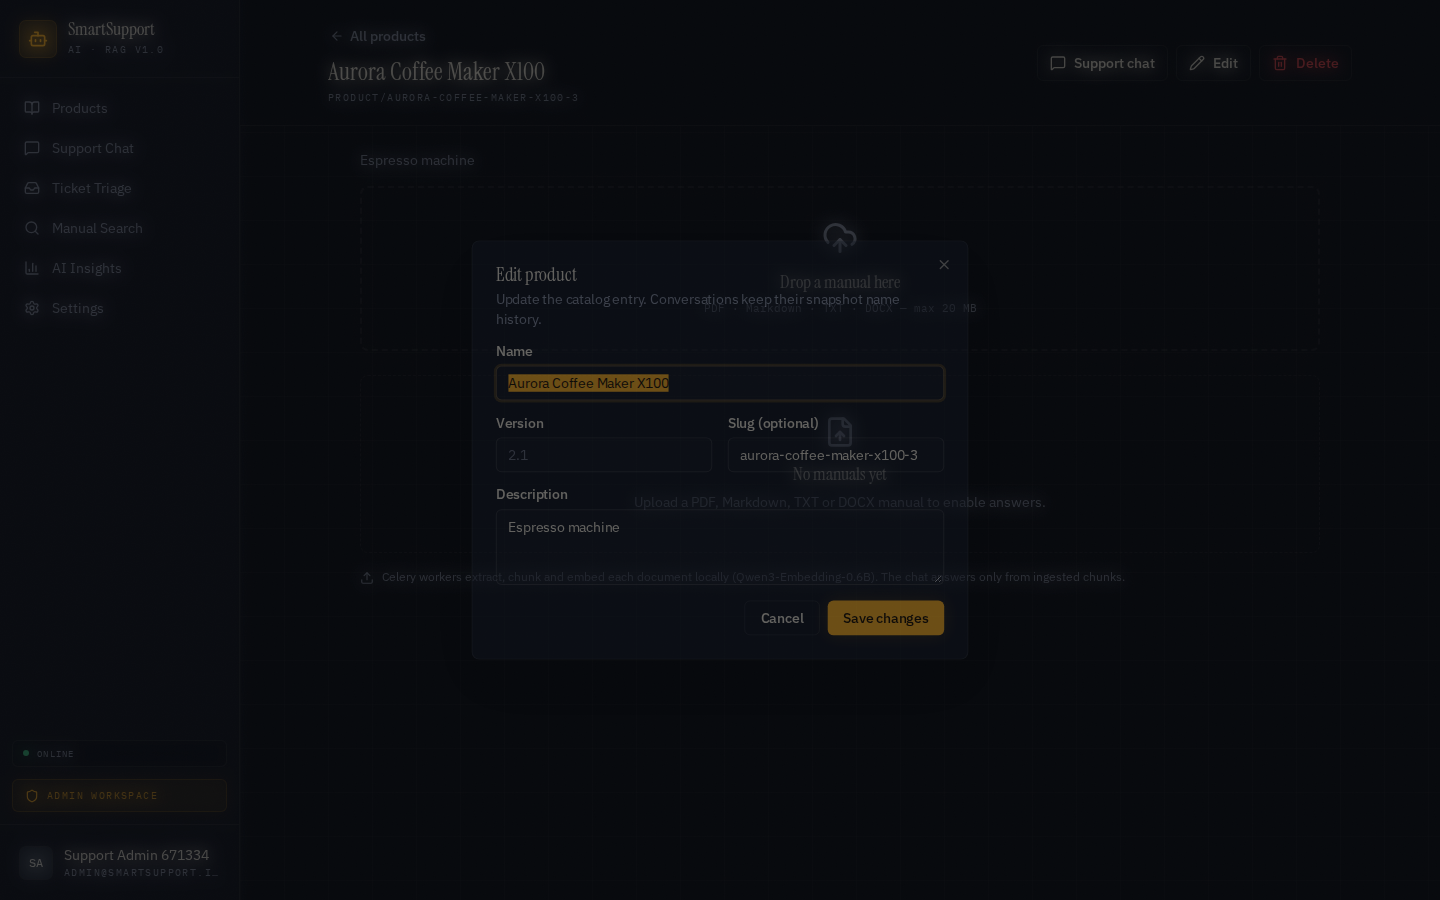 SmartSupport
AI · RAG V1.0
Products
Support Chat
Ticket Triage
Manual Search
AI Insights
Settings
ONLINE
ADMIN WORKSPACE
SA
Support Admin 671334
ADMIN@SMARTSUPPORT.I…
All products
Aurora Coffee Maker X100
PRODUCT/AURORA-COFFEE-MAKER-X100-3
Support chat
Edit
Delete
Espresso machine
Drop a manual here
PDF · Markdown · TXT · DOCX — max 20 MB
No manuals yet
Upload a PDF, Markdown, TXT or DOCX manual to enable answers.
Celery workers extract, chunk and embed each document locally (Qwen3-Embedding-0.6B). The chat answers only from ingested chunks.
Edit product
Update the catalog entry. Conversations keep their snapshot name
history.
Name
Aurora Coffee Maker X100
Version
2.1
Slug (optional)
aurora-coffee-maker-x100-3
Description
Espresso machine
Cancel
Save changes